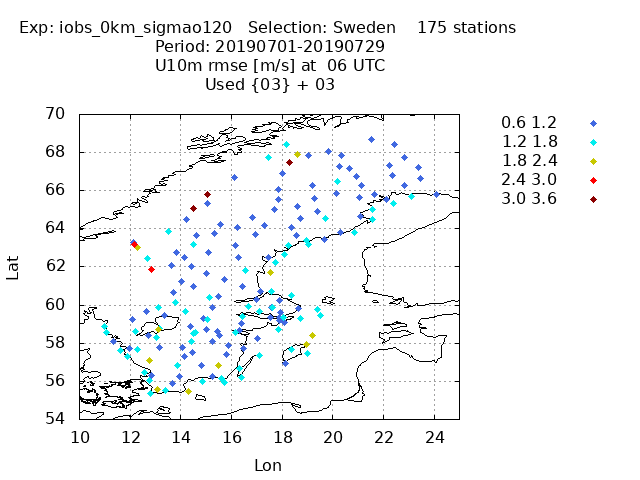 Exp: iobs_0km_sigmao120 Selection: Sweden 175 stations
Period: 20190701-20190729
U10m rmse [m/s] at 06 UTC
Used {03} + 03
70
68
66
64
62
60
58
56
54
10 12 14 16 18 20 22 24
Lat
Lon
0.6 1.2
1.2 1.8
1.8 2.4
2.4 3.0
3.0 3.6